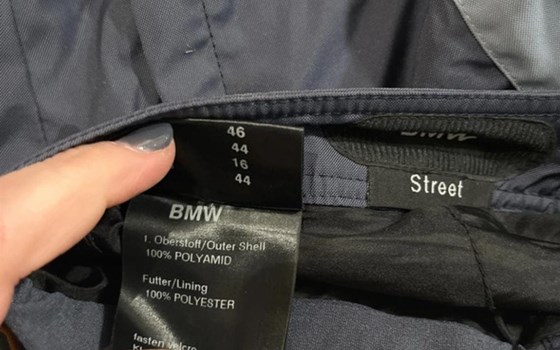 46
44
16
44
BMW
Street
BMW
1. Oberstoff/Outer Shell
100% POLYAMID
Futter/Lining
100% POLYESTER
fasten velcro